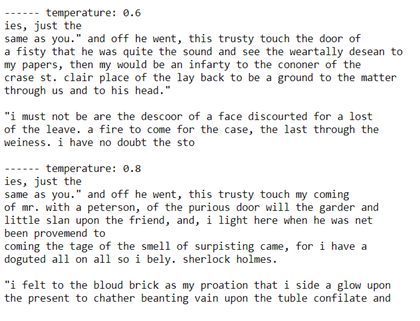 ------ temperature: 0.6
ies, just the
same as you." and off he went, this trusty touch the door of
a fisty that he was quite the sound and see the weartally desean to
my papers, then my would be an infarty to the cononer of the
crase st. clair place of the lay back to be a ground to the matter
through us and to his head."

"i must not be are the descoor of a face discourted for a lost
of the leave. a fire to come for the case, the last through the
weiness. i have no doubt the sto

------ temperature: 0.8
ies, just the
same as you." and off he went, this trusty touch my coming
of mr. with a peterson, of the purious door will the garder and
little slan upon the friend, and, i light here when he was net
been provemend to
coming the tage of the smell of surpisting came, for i have a
doguted all on all so i bely. sherlock holmes.

"i felt to the bloud brick as my proation that i side a glow upon
the present to chather beanting vain upon the tuble confilate and